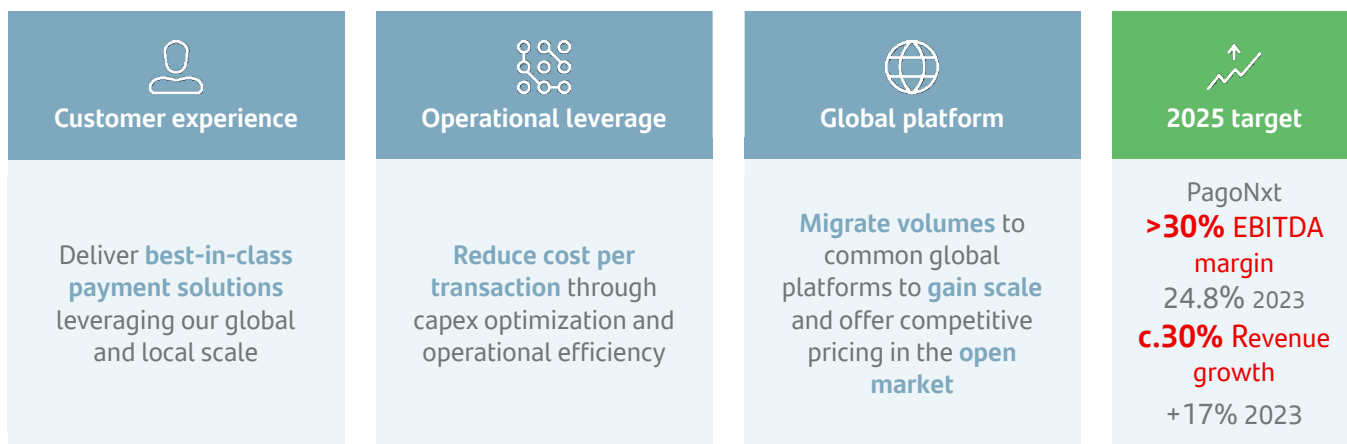 Customer experience
Deliver best-in-class
payment solutions
leveraging our global
and local scale
Operational leverage
Reduce cost per
transaction through
capex optimization and
operational efficiency
Global platform
Migrate volumes to
common global
platforms to gain scale
and offer competitive
pricing in the open
market
2025 target
PagoNxt
>30% EBITDA
margin
24.8% 2023
c.30% Revenue
growth
+17% 2023